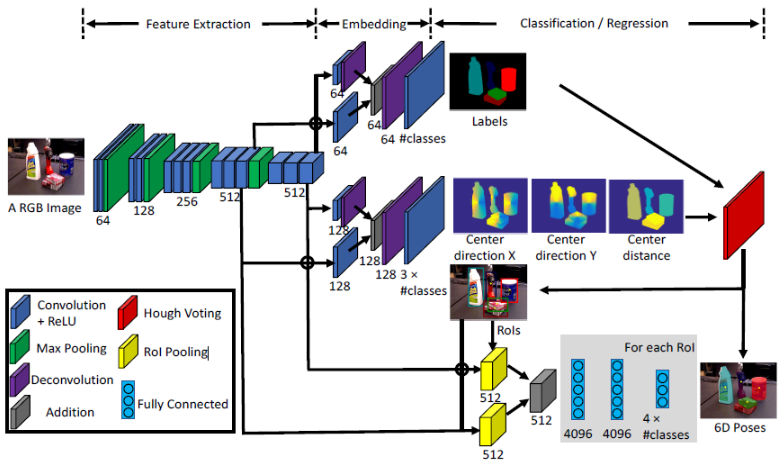 Feature Extraction
Embedding
Classification / Regression
A RGB Image
64
128
256
512
512
64
64
64
64
#classes
Labels
128
128
128
128
3 ×
#classes
Center
direction X
Center
direction Y
Center
distance
RoIs
512
512
512
For each RoI
4096
4096
4 ×
#classes
6D Poses
Convolution
+ ReLU
Max Pooling
Deconvolution
Addition
Hough Voting
RoI Pooling
Fully Connected